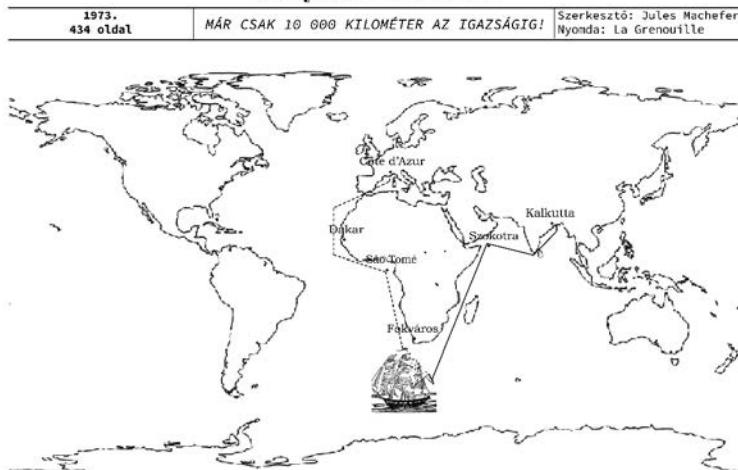 1973.
434 oldal
MÁR CSAK 10 000 KILOMÉTER AZ IGAZSÁGIG!
Szerkesztő: Jules Machefer
Nyomda: La Grenouille
Côte d'Azur
Kalkutta
Dakar
Szokotra
São Tomé
Fokváros